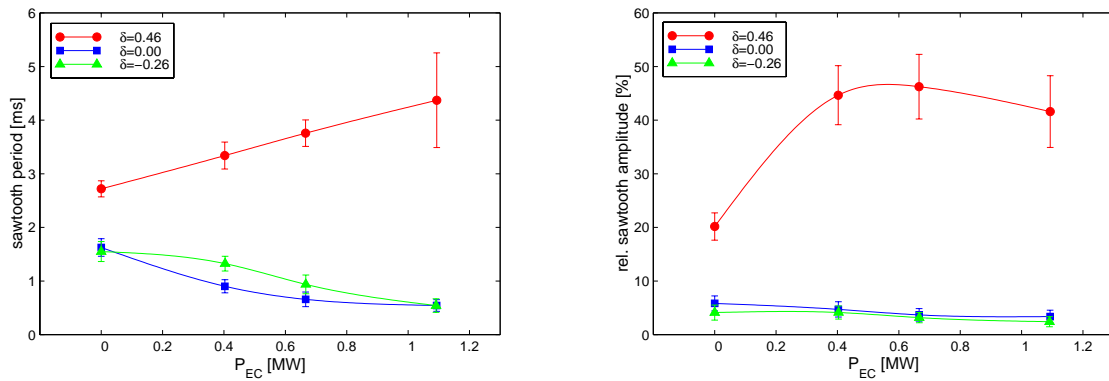 6
5
4
3
2
1
0
sawtooth period [ms]
δ=0.46
δ=0.00
δ=−0.26
0 0.2 0.4 0.6 0.8 1 1.2
P_EC [MW]
60
50
40
30
20
10
0
rel. sawtooth amplitude [%]
δ=0.46
δ=0.00
δ=−0.26
0 0.2 0.4 0.6 0.8 1 1.2
P_EC [MW]